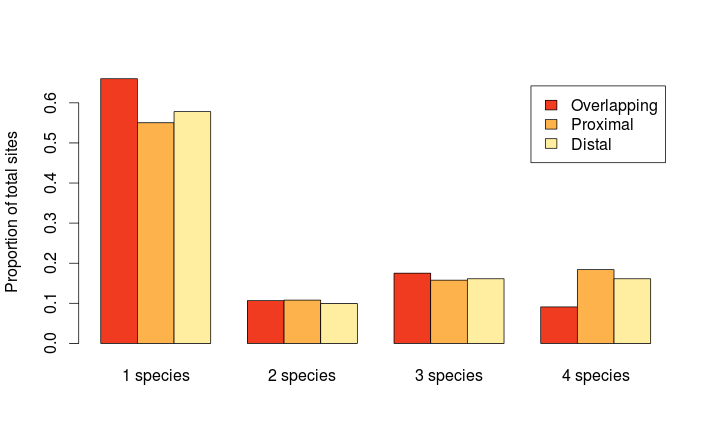 Proportion of total sites
0.6
0.5
0.4
0.3
0.2
0.1
0.0
Overlapping
Proximal
Distal
1 species
2 species
3 species
4 species